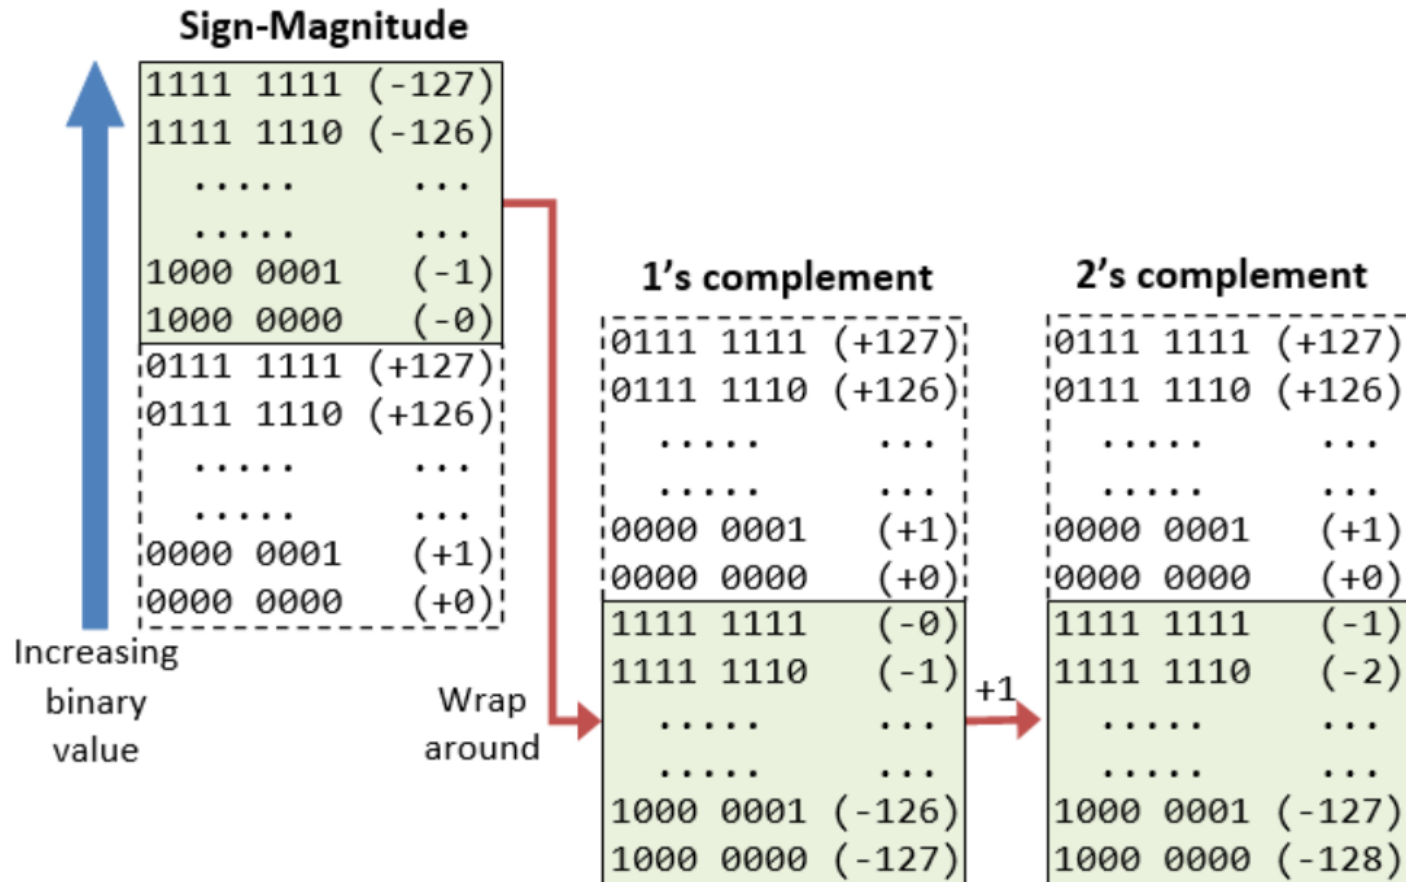 Sign-Magnitude
1111 1111 (-127)
1111 1110 (-126)
..... ...
..... ...
1000 0001 (-1)
1000 0000 (-0)
0111 1111 (+127)
0111 1110 (+126)
..... ...
..... ...
0000 0001 (+1)
0000 0000 (+0)
Increasing
binary
value
Wrap
around
1's complement
0111 1111 (+127)
0111 1110 (+126)
..... ...
..... ...
0000 0001 (+1)
0000 0000 (+0)
1111 1111 (-0)
1111 1110 (-1)
..... ...
..... ...
1000 0001 (-126)
1000 0000 (-127)
+1
2's complement
0111 1111 (+127)
0111 1110 (+126)
..... ...
..... ...
0000 0001 (+1)
0000 0000 (+0)
1111 1111 (-1)
1111 1110 (-2)
..... ...
..... ...
1000 0001 (-127)
1000 0000 (-128)